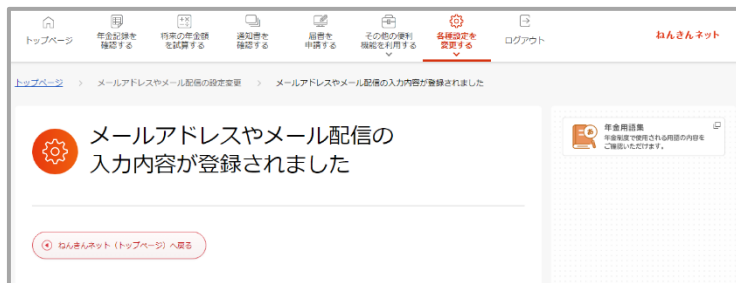 トップページ
年金記録を
確認する
将来の年金額
を試算する
通知書を
確認する
届書を
申請する
その他の便利
機能を利用する
各種設定を
変更する
ログアウト
ねんきんネット
トップページ > メールアドレスやメール配信の設定変更 > メールアドレスやメール配信の入力内容が登録されました
メールアドレスやメール配信の
入力内容が登録されました
年金用語集
年金制度で使用される用語の内容を
ご確認いただけます。
ねんきんネット（トップページ）へ戻る